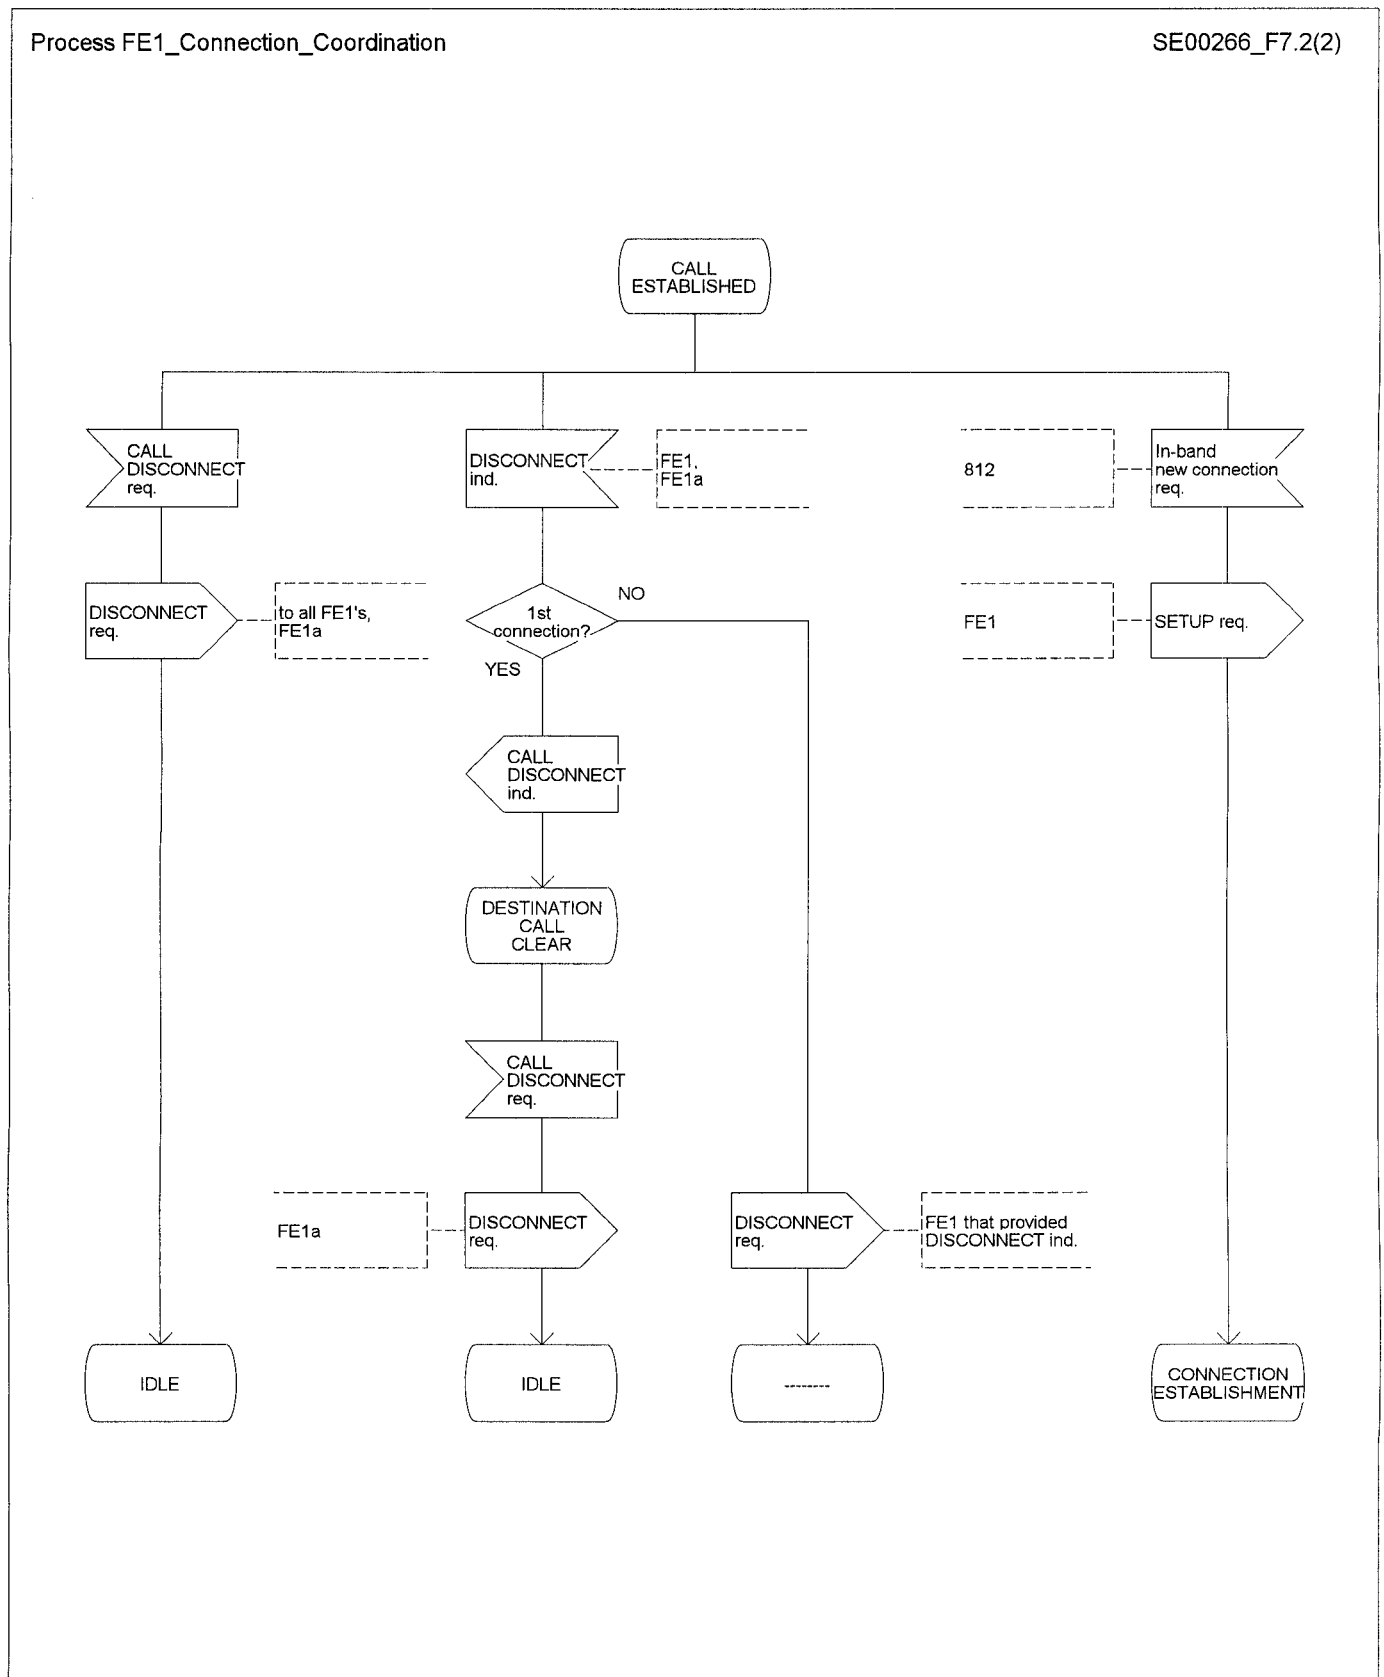 Process FE1_Connection_Coordination
SE00266_F7.2(2)
CALL
ESTABLISHED
CALL
DISCONNECT
req.
DISCONNECT
ind.
FE1,
FE1a
812
In-band
new connection
req.
DISCONNECT
req.
to all FE1's,
FE1a
1st
connection?
NO
YES
FE1
SETUP req.
CALL
DISCONNECT
ind.
DESTINATION
CALL
CLEAR
CALL
DISCONNECT
req.
FE1a
DISCONNECT
req.
DISCONNECT
req.
FE1 that provided
DISCONNECT ind.
IDLE
IDLE
--------
CONNECTION
ESTABLISHMENT